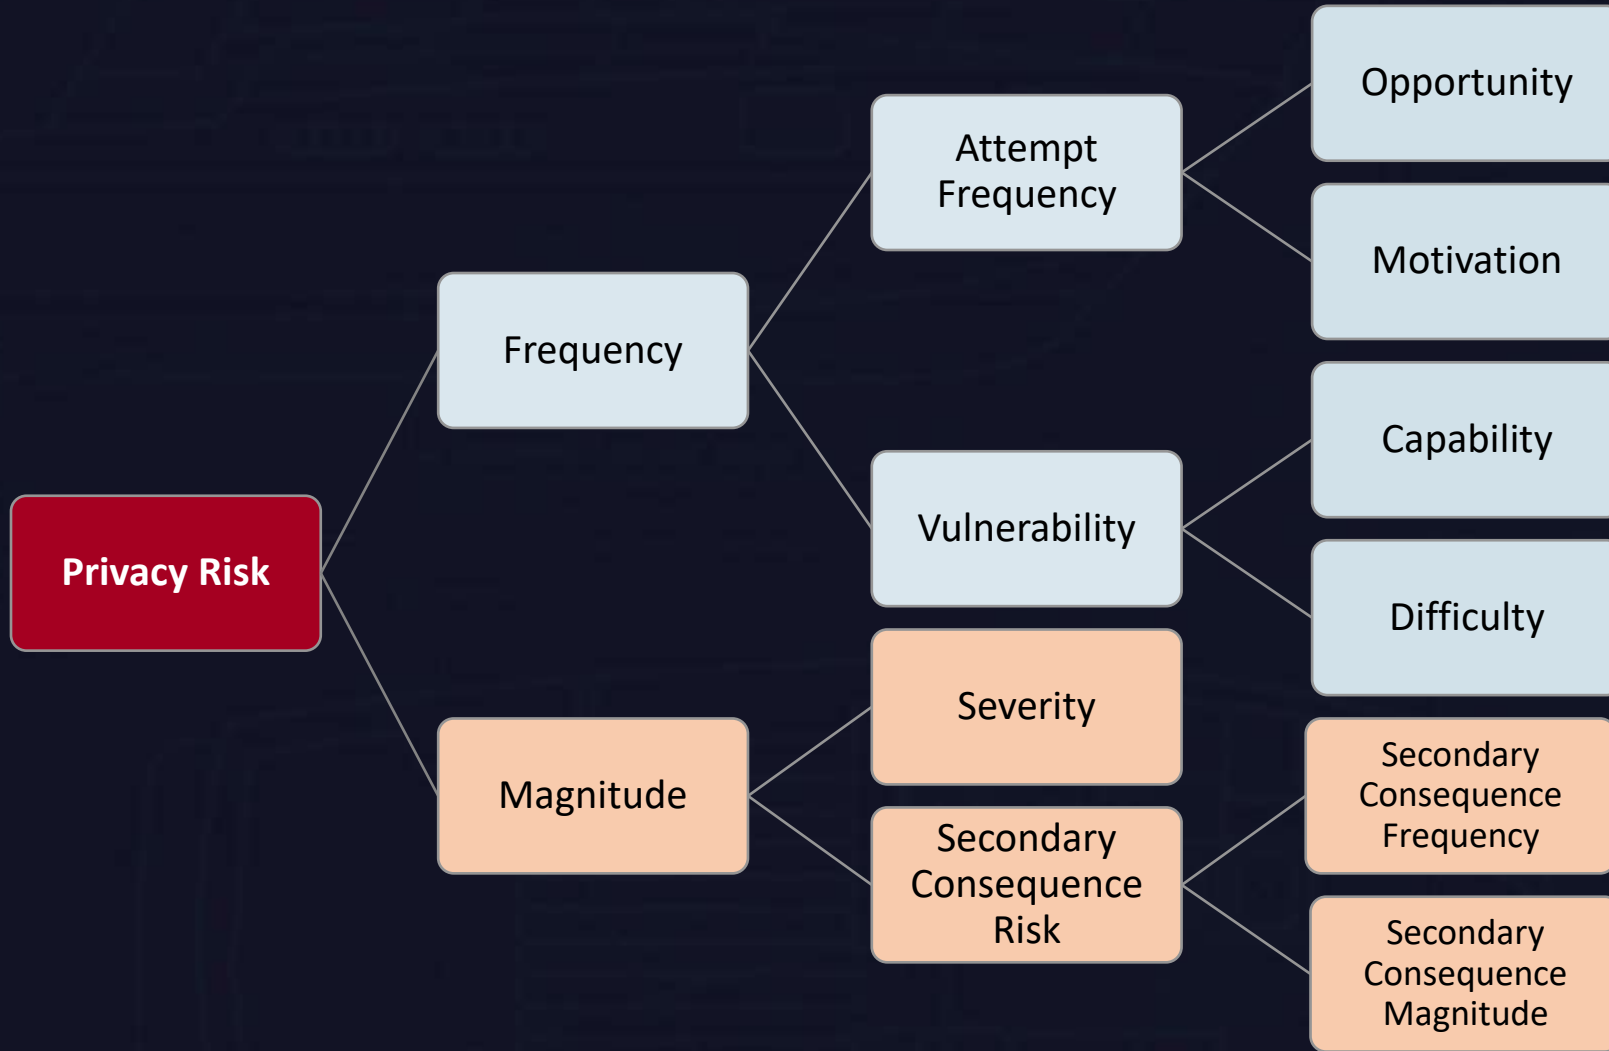 Privacy Risk
Frequency
Attempt
Frequency
Opportunity
Motivation
Vulnerability
Capability
Difficulty
Magnitude
Severity
Secondary
Consequence
Risk
Secondary
Consequence
Frequency
Secondary
Consequence
Magnitude